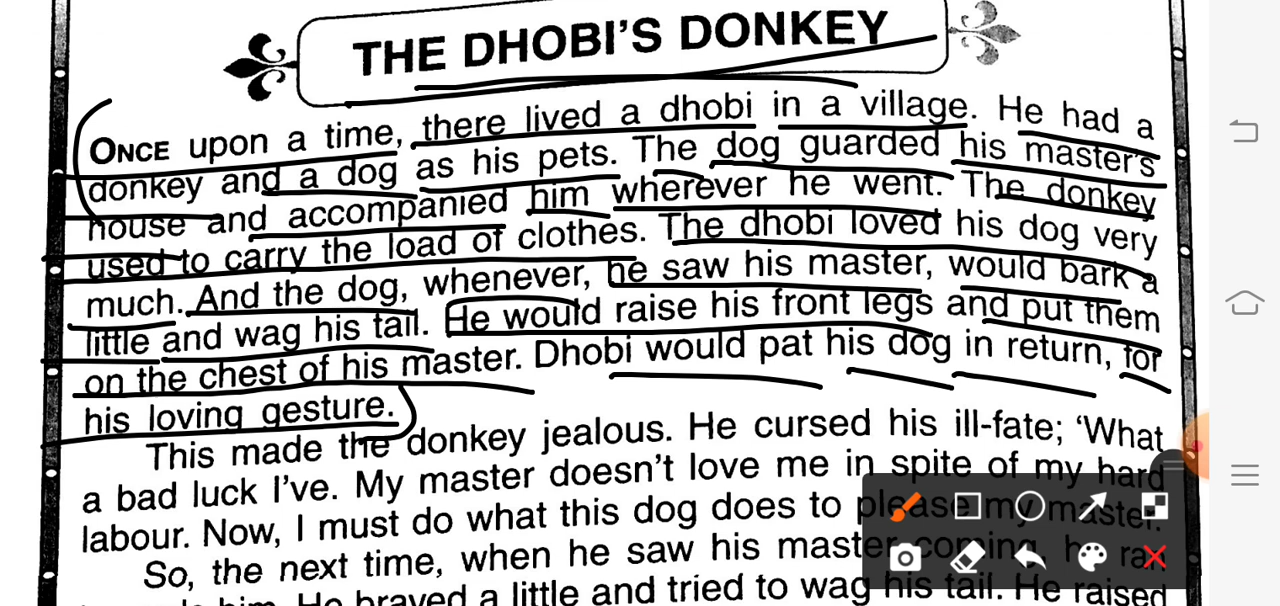 THE DHOBI'S DONKEY
ONCE upon a time, there lived a dhobi in a village. He had a
donkey and a dog as his pets. The dog guarded his master's
house and accompanied him wherever he went. The donkey
used to carry the load of clothes. The dhobi loved his dog very
much. And the dog, whenever, he saw his master, would bark a
little and wag his tail. He would raise his front legs and put them
on the chest of his master. Dhobi would pat his dog in return, for
his loving gesture.
This made the donkey jealous. He cursed his ill-fate; 'What
a bad luck I've. My master doesn't love me in spite of my hard
labour. Now, I must do what this dog does to please my master.
So, the next time, when he saw his master coming, he ra
him. He brayed a little and tried to wag his tail. He raised